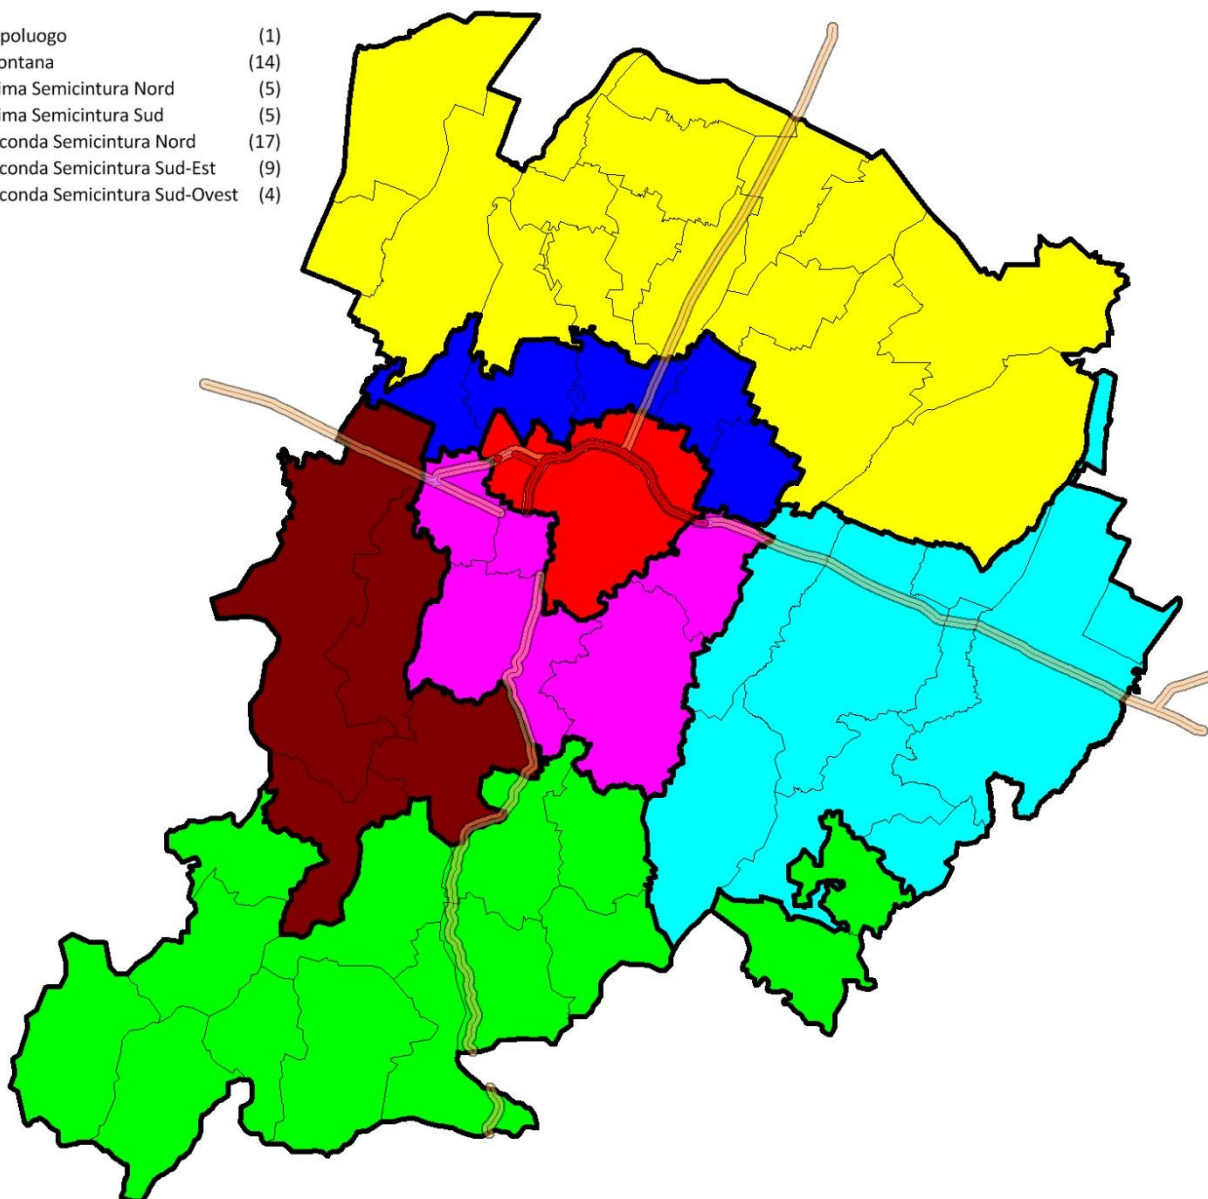 poluogo (1)
ontana (14)
ima Semicintura Nord (5)
ima Semicintura Sud (5)
conda Semicintura Nord (17)
conda Semicintura Sud-Est (9)
conda Semicintura Sud-Ovest (4)